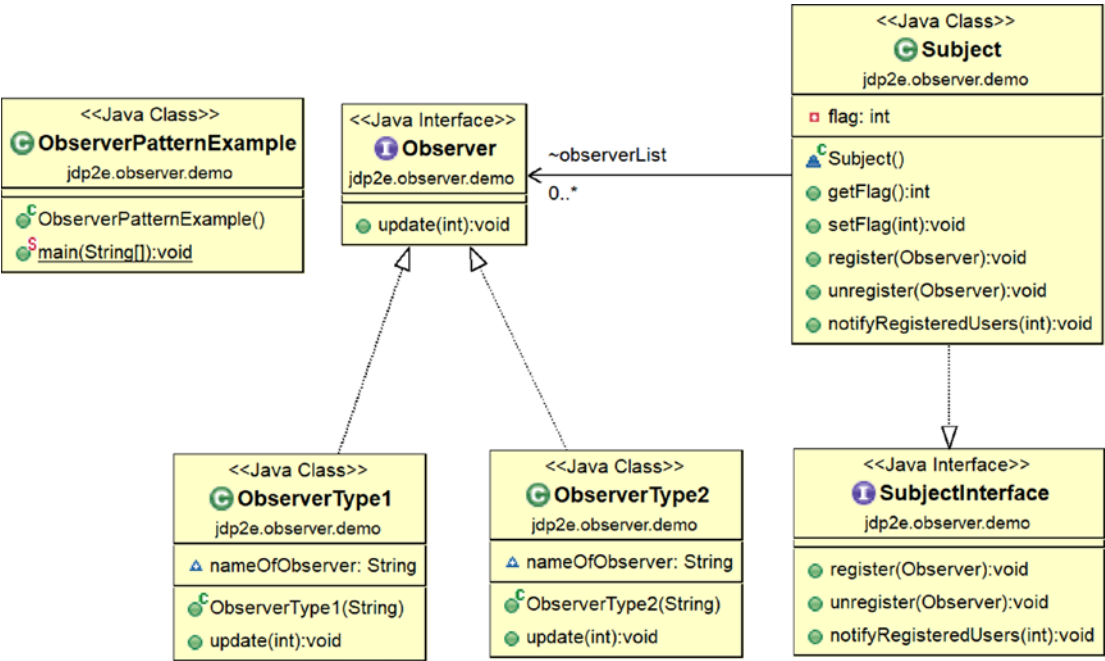 <<Java Class>>
ObserverPatternExample
jdp2e.observer.demo
ObserverPatternExample()
main(String[]):void
<<Java Interface>>
Observer
jdp2e.observer.demo
update(int):void
~observerList
0..*
<<Java Class>>
Subject
jdp2e.observer.demo
flag: int
Subject()
getFlag():int
setFlag(int):void
register(Observer):void
unregister(Observer):void
notifyRegisteredUsers(int):void
<<Java Class>>
ObserverType1
jdp2e.observer.demo
nameOfObserver: String
ObserverType1(String)
update(int):void
<<Java Class>>
ObserverType2
jdp2e.observer.demo
nameOfObserver: String
ObserverType2(String)
update(int):void
<<Java Interface>>
SubjectInterface
jdp2e.observer.demo
register(Observer):void
unregister(Observer):void
notifyRegisteredUsers(int):void